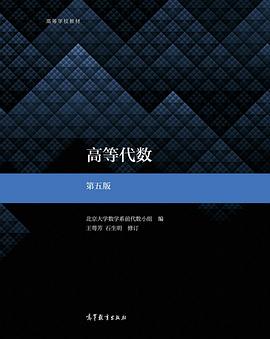 高等学校教材
高等代数
第五版
北京大学数学系前代数小组 编
王萼芳 石生明 修订
高等教育出版社